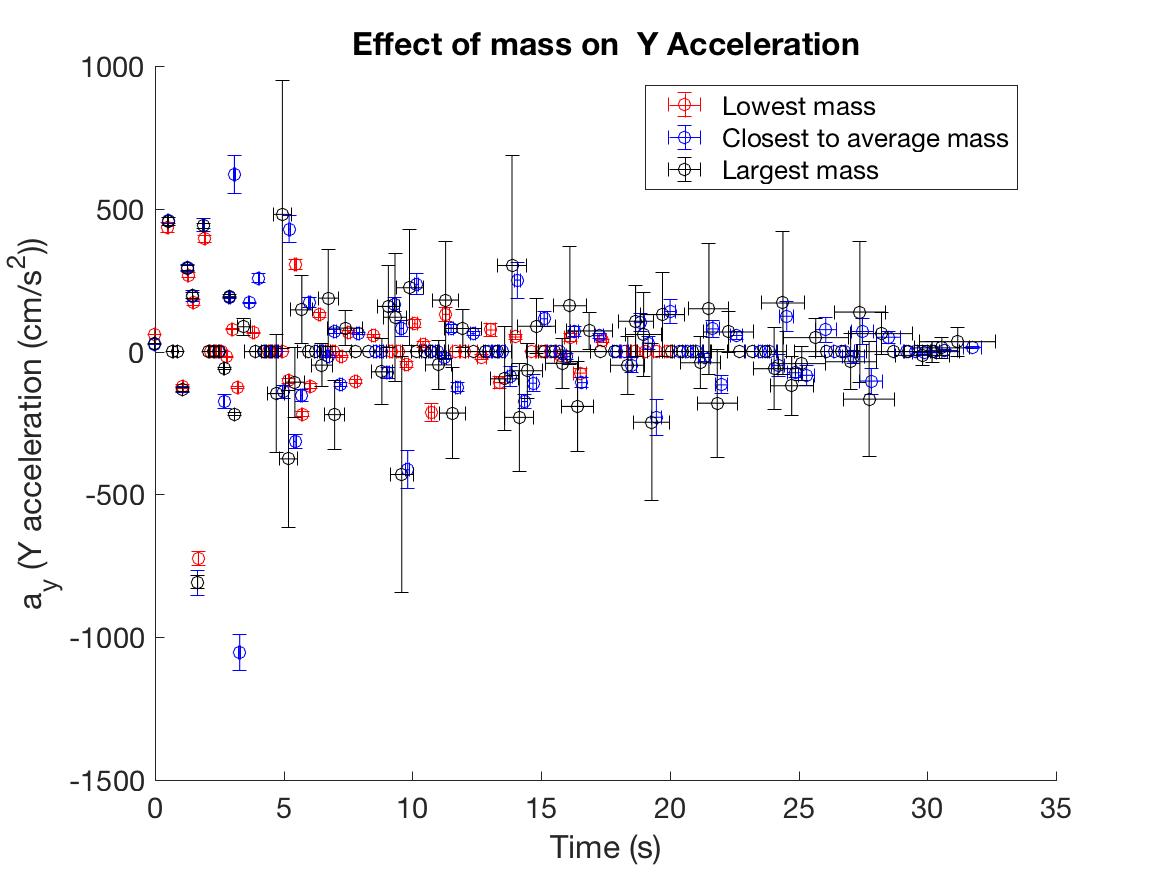 Effect of mass on  Y Acceleration
1000
500
0
-500
-1000
-1500
a_y (Y acceleration (cm/s^2))
Lowest mass
Closest to average mass
Largest mass
0 5 10 15 20 25 30 35
Time (s)